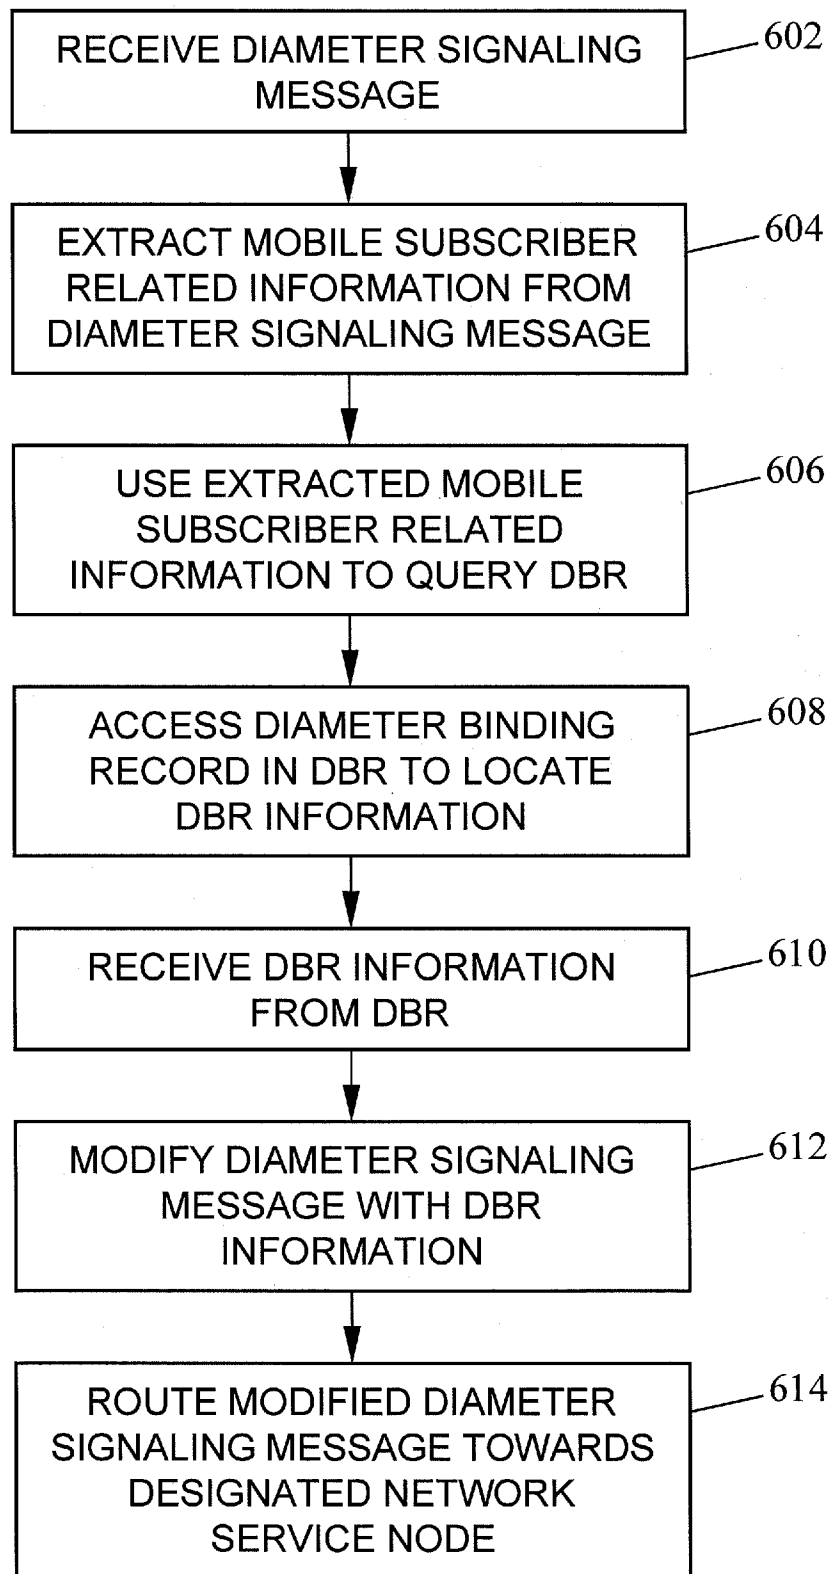 RECEIVE DIAMETER SIGNALING
MESSAGE
602
EXTRACT MOBILE SUBSCRIBER
RELATED INFORMATION FROM
DIAMETER SIGNALING MESSAGE
604
USE EXTRACTED MOBILE
SUBSCRIBER RELATED
INFORMATION TO QUERY DBR
606
ACCESS DIAMETER BINDING
RECORD IN DBR TO LOCATE
DBR INFORMATION
608
RECEIVE DBR INFORMATION
FROM DBR
610
MODIFY DIAMETER SIGNALING
MESSAGE WITH DBR
INFORMATION
612
ROUTE MODIFIED DIAMETER
SIGNALING MESSAGE TOWARDS
DESIGNATED NETWORK
SERVICE NODE
614